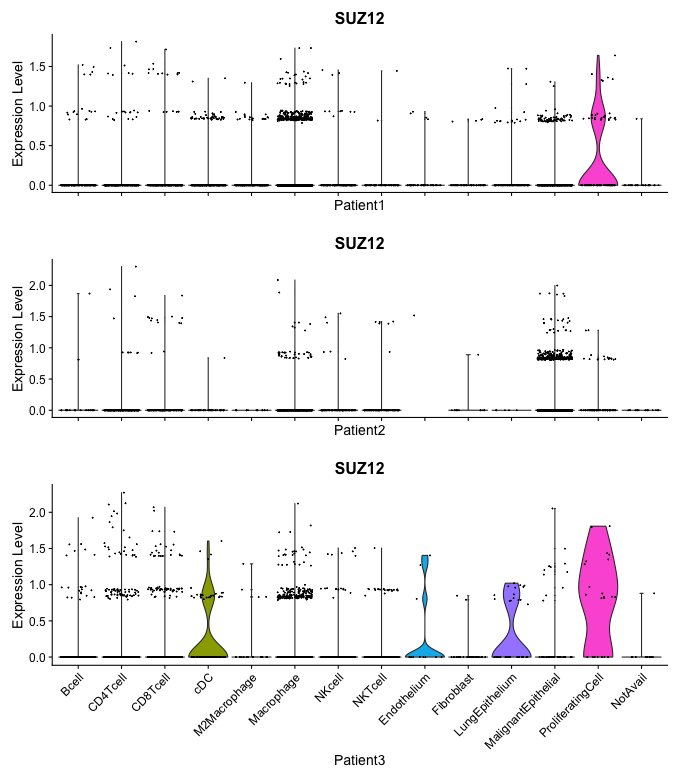 SUZ12
Expression Level
1.5
1.0
0.5
0.0
Patient1
SUZ12
Expression Level
2.0
1.5
1.0
0.5
0.0
Patient2
SUZ12
Expression Level
2.0
1.5
1.0
0.5
0.0
Bcell
CD4Tcell
CD8Tcell
cDC
M2Macrophage
Macrophage
NKcell
NKTcell
Endothelium
Fibroblast
LungEpithelium
MalignantEpithelial
ProliferatingCell
NotAvail
Patient3